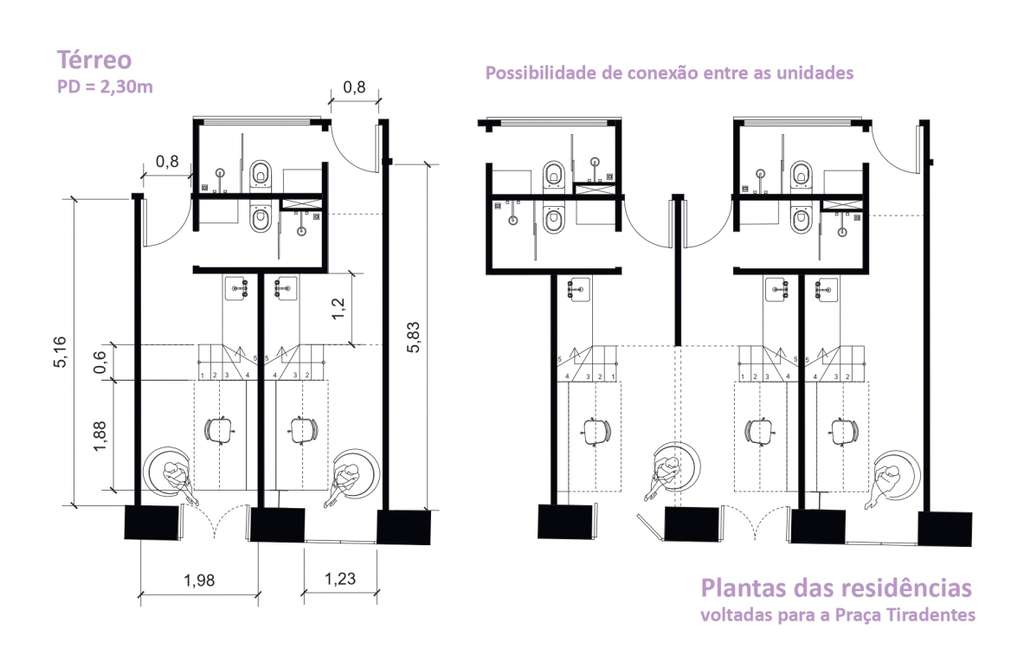 Térreo
PD = 2,30m
Possibilidade de conexão entre as unidades
0,8
0,8
5,16
0,6
1,88
1,2
5,83
1 2 3 4 5
5 4 3 2 1
5 4 3 2 1
1 2 3 4 5
5 4 3 2 1
1,98
1,23
Plantas das residências
voltadas para a Praça Tiradentes